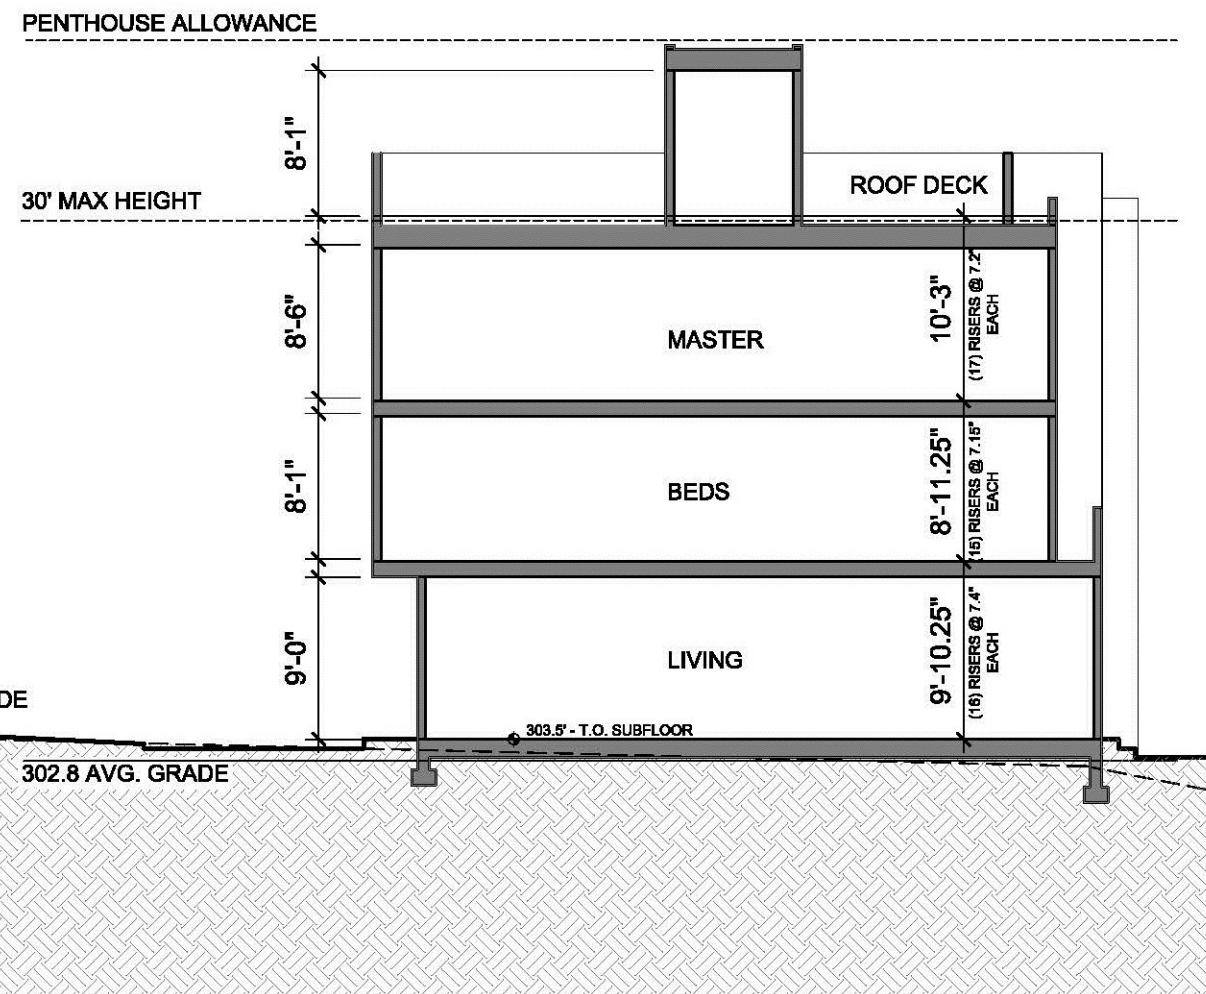 PENTHOUSE ALLOWANCE
8'-1"
ROOF DECK
30' MAX HEIGHT
8'-6"
MASTER
10'-3"
(17) RISERS @ 7.2"
EACH
8'-1"
BEDS
8'-11.25"
(15) RISERS @ 7.15"
EACH
9'-0"
LIVING
9'-10.25"
(16) RISERS @ 7.4"
EACH
DE
303.5' - T.O. SUBFLOOR
302.8 AVG. GRADE